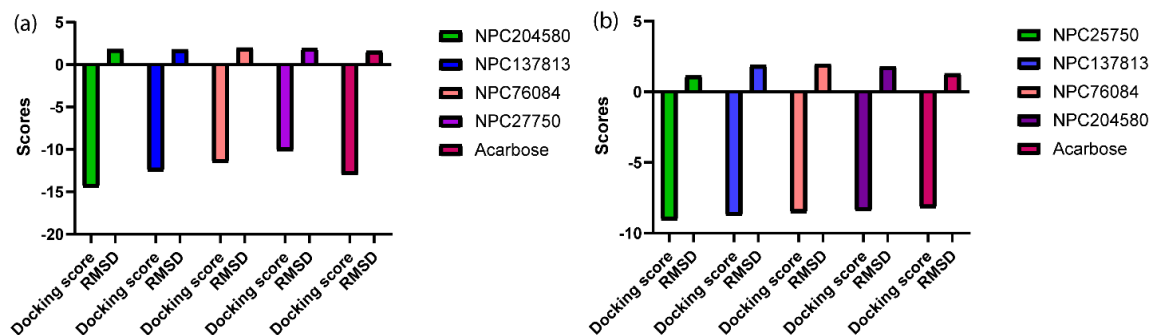 (a)
5
0
-5
-10
-15
-20
Scores
Docking score
RMSD
Docking score
RMSD
Docking score
RMSD
Docking score
RMSD
Docking score
RMSD
NPC204580
NPC137813
NPC76084
NPC27750
Acarbose
(b)
5
0
-5
-10
Scores
Docking score
RMSD
Docking score
RMSD
Docking score
RMSD
Docking score
RMSD
Docking score
RMSD
NPC25750
NPC137813
NPC76084
NPC204580
Acarbose